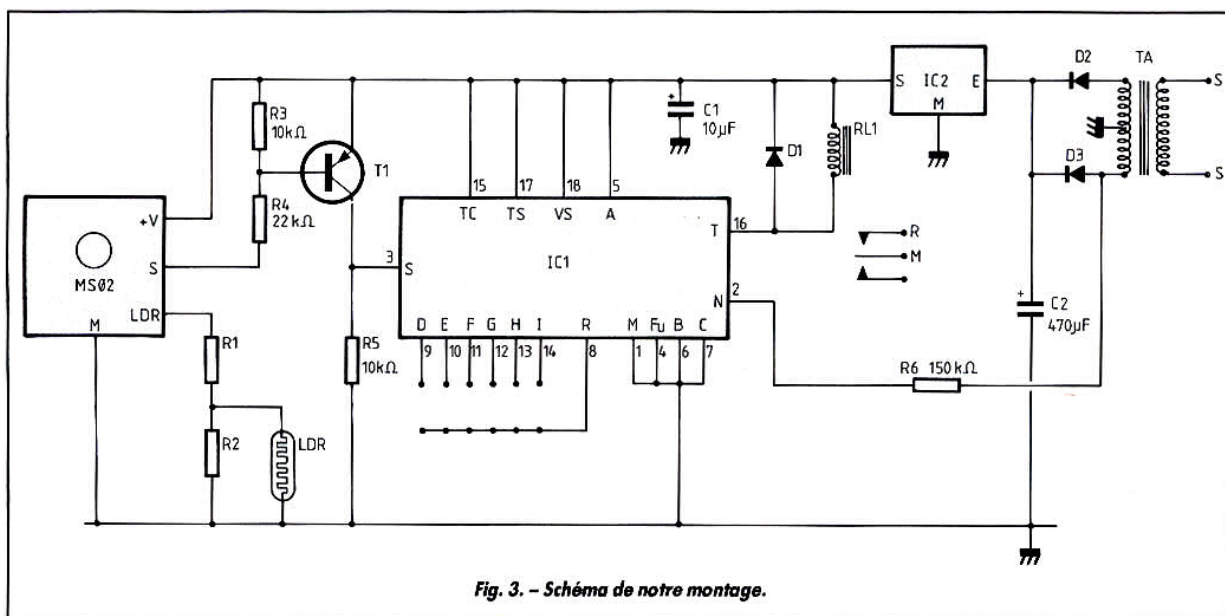 D2
TA
S
IC2
E
M
S
R3
10kΩ
+
C1
10µF
D1
RL1
D3
S
T1
15
17
18
5
R4
22kΩ
TC
TS
VS
A
+V
T
16
R
M
3
S
IC1
S
MS02
N
2
+
C2
470µF
LDR
M
D
E
F
G
H
I
R
M
Fu
B
C
R1
R5
10kΩ
9
10
11
12
13
14
8
1
4
6
7
R6 150kΩ
R2
LDR
Fig. 3. – Schéma de notre montage.